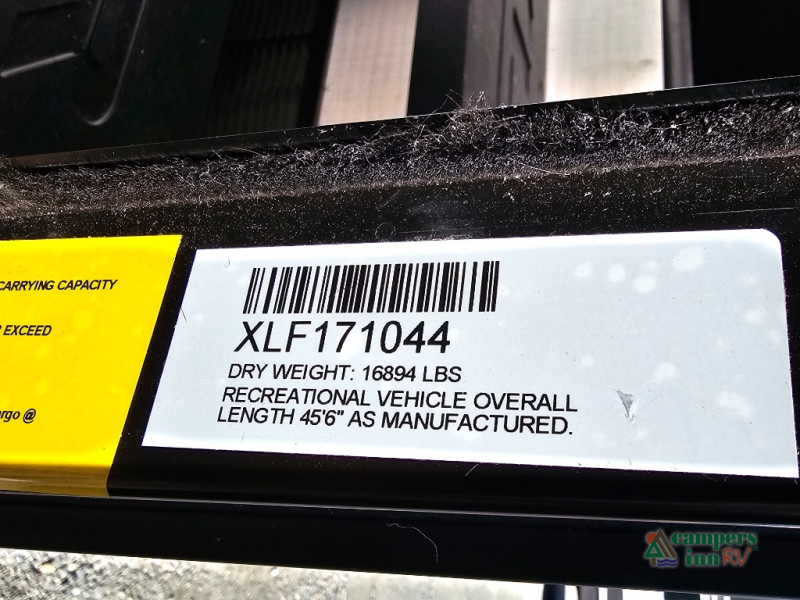 CARRYING CAPACITY
EXCEED
cargo @
XLF171044
DRY WEIGHT: 16894 LBS
RECREATIONAL VEHICLE OVERALL
LENGTH 45'6" AS MANUFACTURED.
campers
inn RV